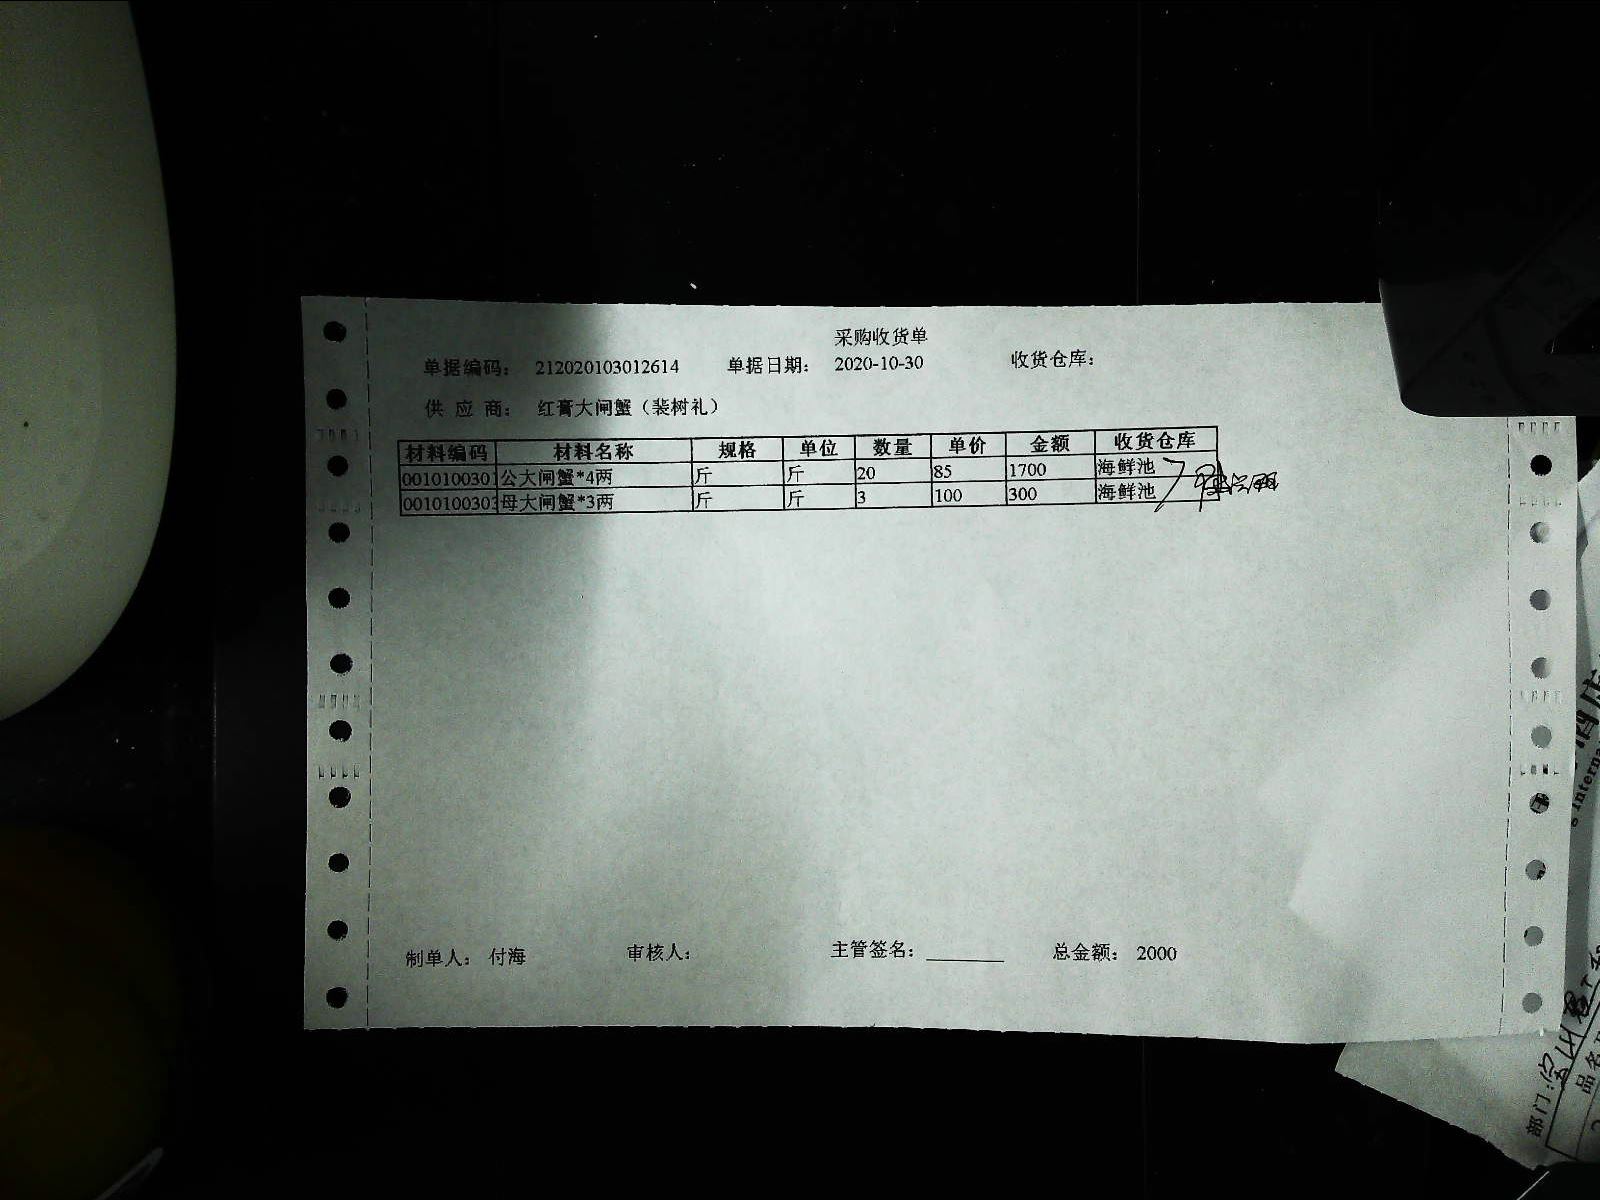 采购收货单
单据编码： 212020103012614 单据日期： 2020-10-30 收货仓库：
供 应 商： 红膏大闸蟹（裴树礼）
材料编码 材料名称 规格 单位 数量 单价 金额 收货仓库
0010100301 公大闸蟹*4两 斤 斤 20 85 1700 海鲜池
0010100303 母大闸蟹*3两 斤 斤 3 100 300 海鲜池
制单人： 付海 审核人： 主管签名： 总金额： 2000
部门：
品名